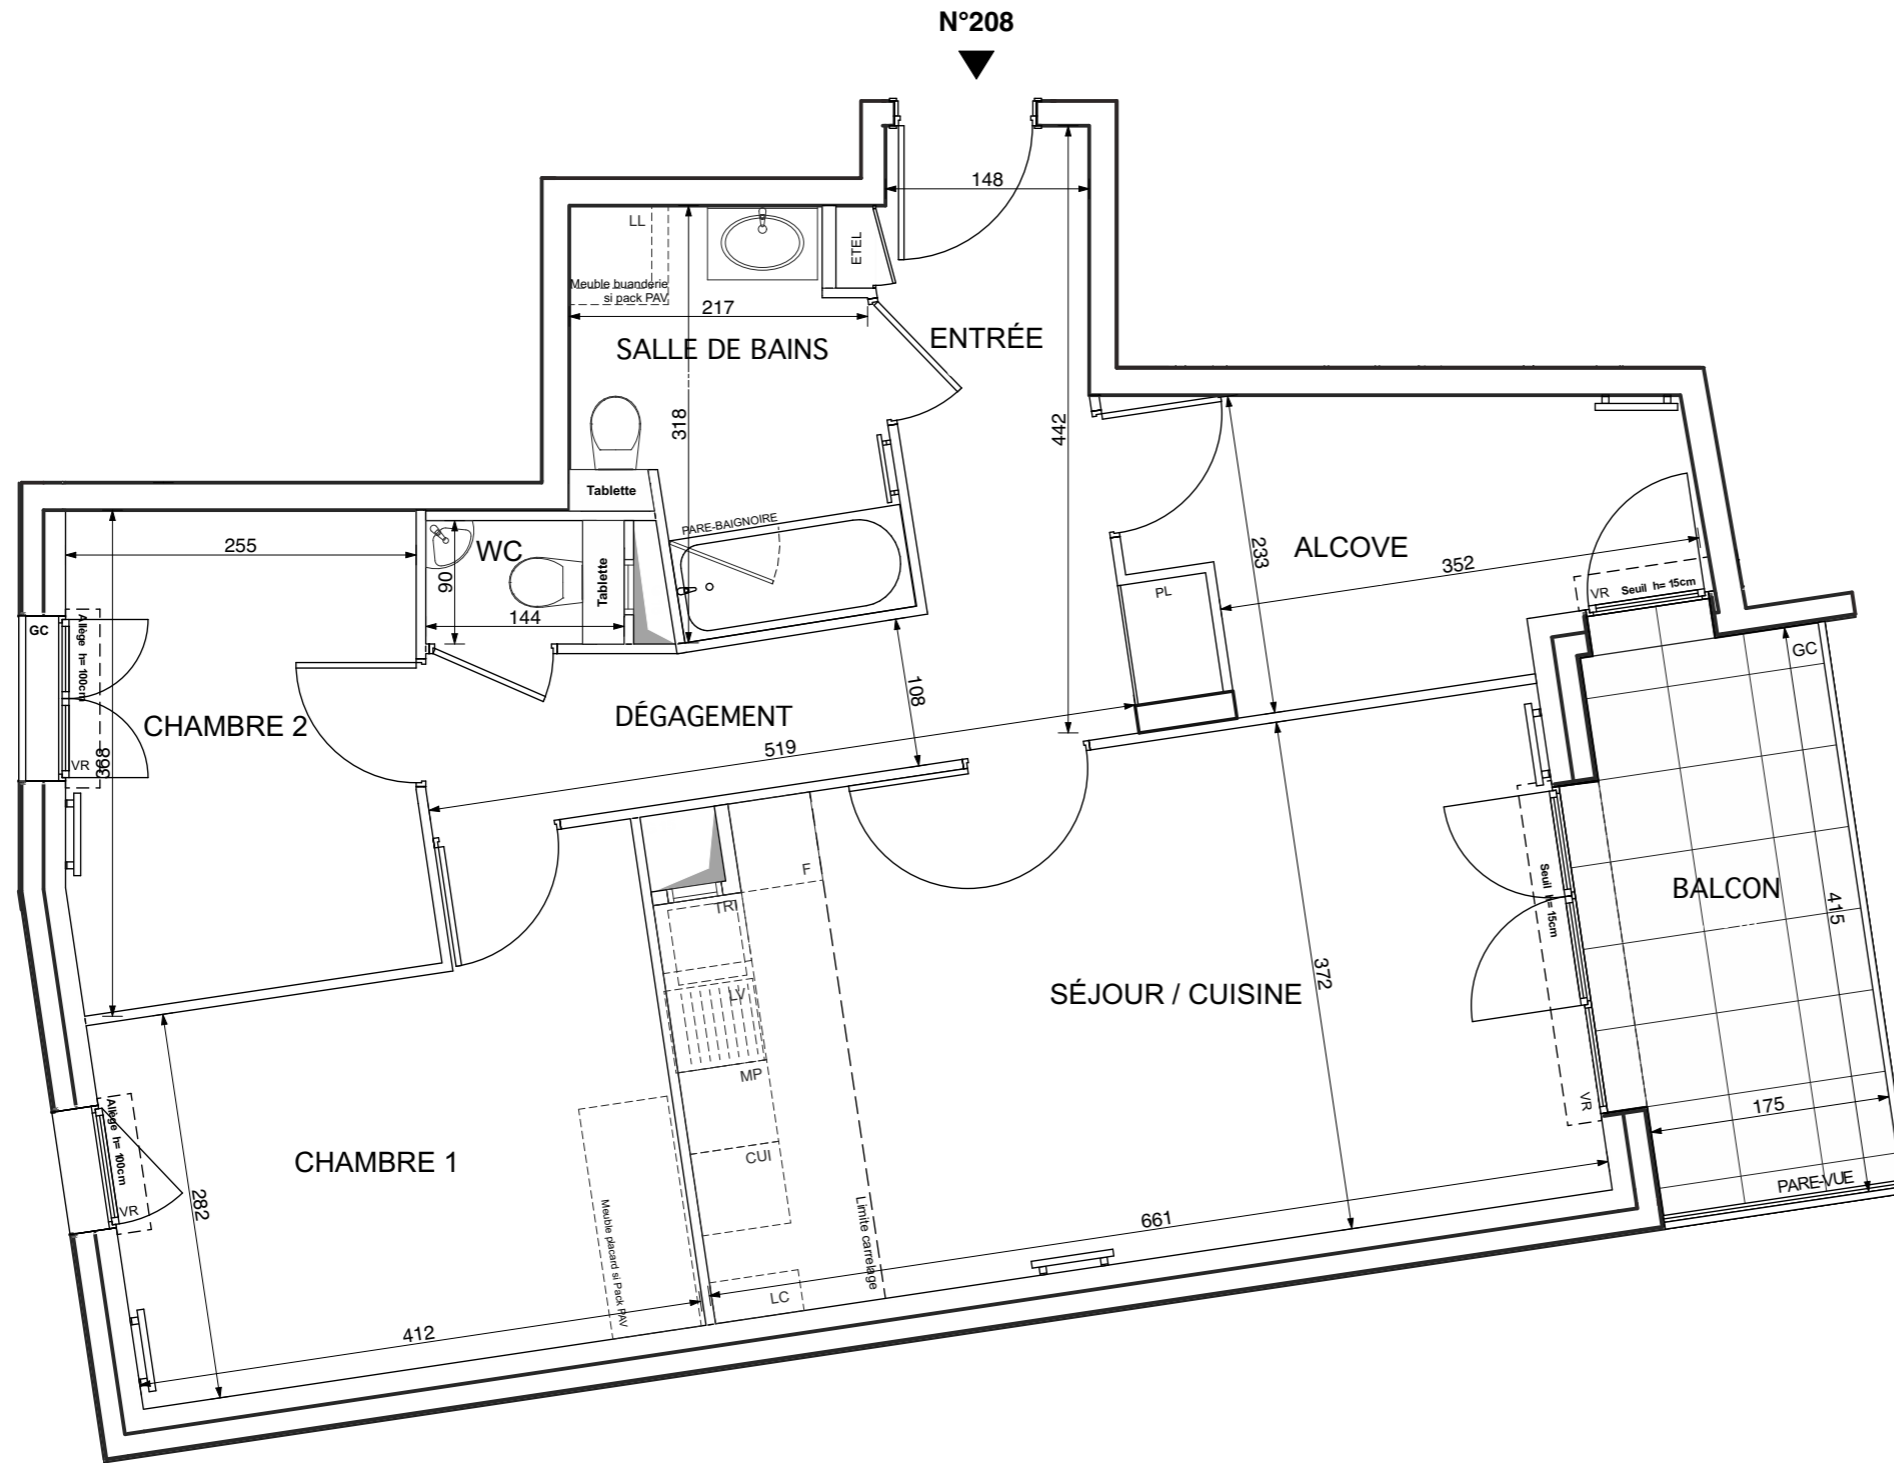 N°208
148
LL
ETEL
Meuble buanderie
si pack PAV
217
SALLE DE BAINS
ENTRÉE
318
442
Tablette
PARE-BAIGNOIRE
255
WC
90
144
Tablette
233
ALCOVE
352
PL
VR
Seuil h= 15cm
GC
Allège h= 100cm
VR
CHAMBRE 2
368
DÉGAGEMENT
108
519
GC
F
TRI
LV
MP
CUI
LC
Limite carrelage
SÉJOUR / CUISINE
372
661
Seuil h= 15cm
VR
BALCON
415
175
PARE-VUE
Allège h= 100cm
VR
CHAMBRE 1
282
412
Meuble placard si Pack PAV